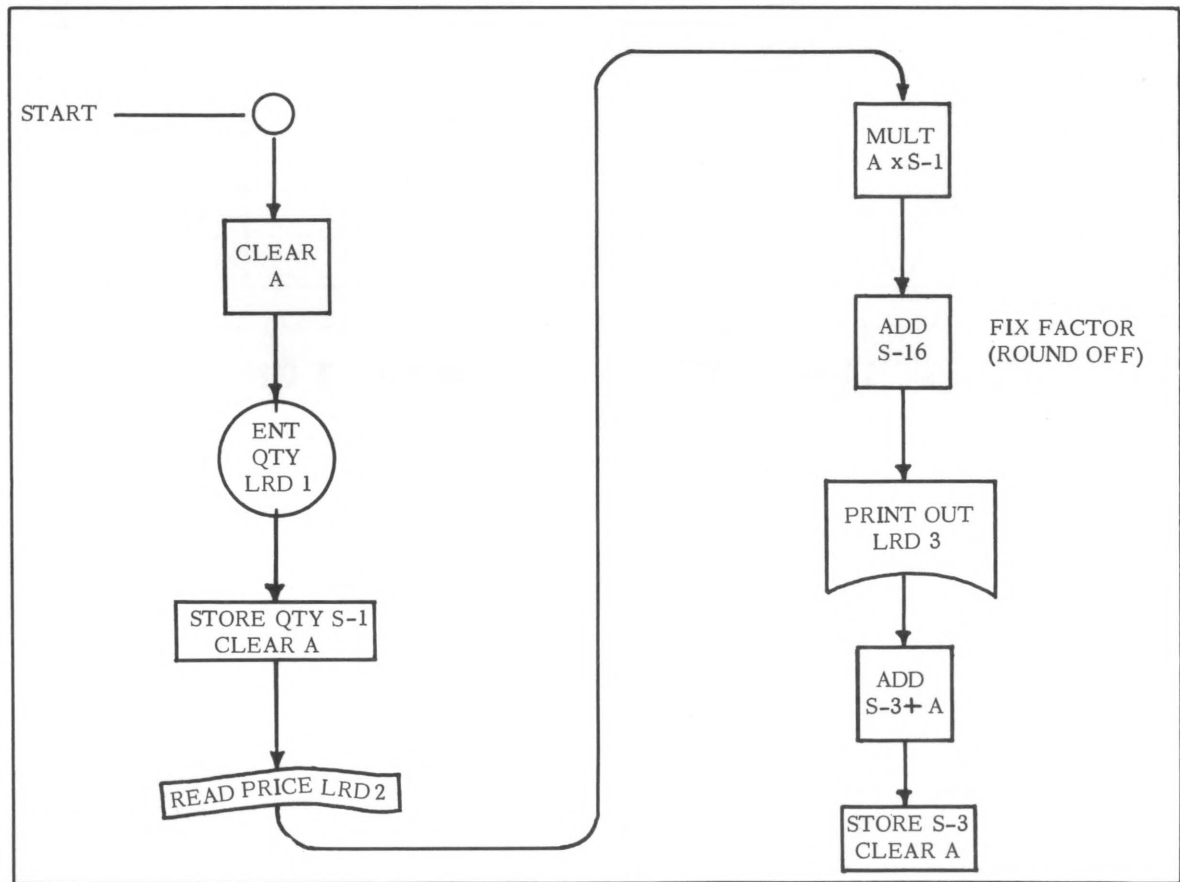 START
CLEAR
A
ENT
QTY
LRD 1
STORE QTY S-1
CLEAR A
READ PRICE LRD 2
MULT
A x S-1
ADD
S-16
FIX FACTOR
(ROUND OFF)
PRINT OUT
LRD 3
ADD
S-3+ A
STORE S-3
CLEAR A